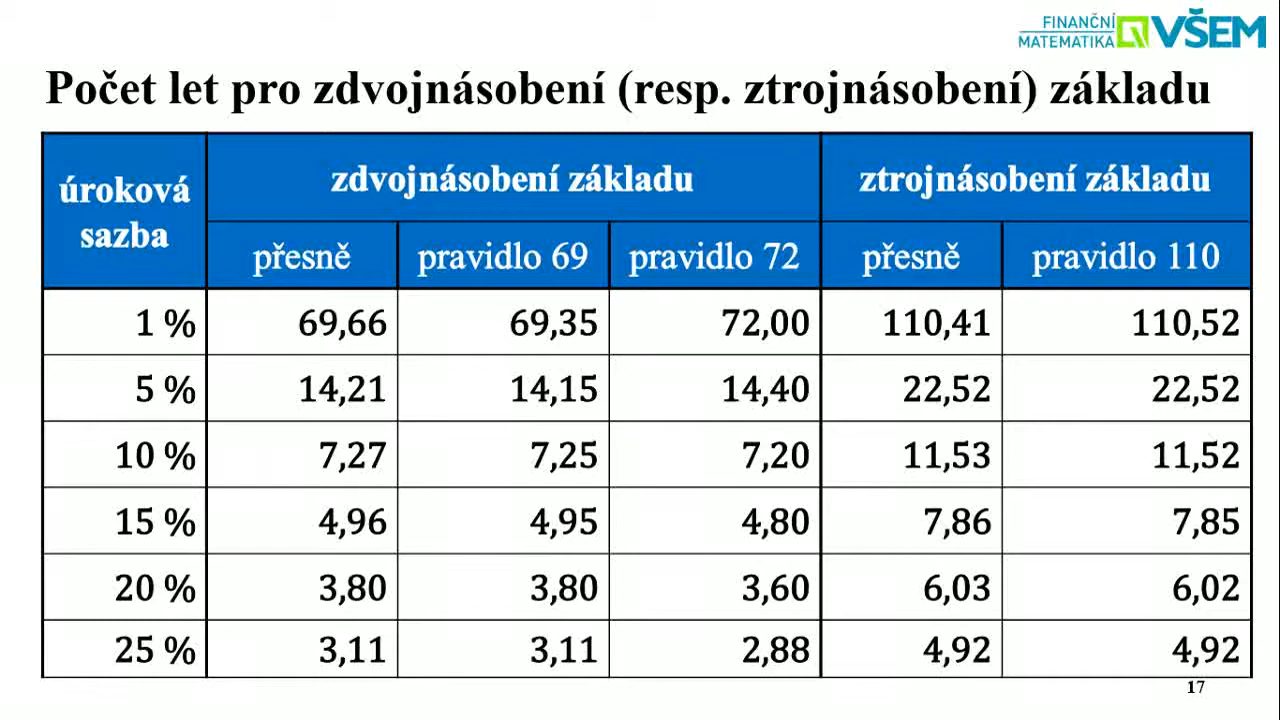 FINANČNÍ
MATEMATIKA VŠEM
Počet let pro zdvojnásobení (resp. ztrojnásobení) základu
úroková sazba zdvojnásobení základu ztrojnásobení základu
přesně pravidlo 69 pravidlo 72 přesně pravidlo 110
1 % 69,66 69,35 72,00 110,41 110,52
5 % 14,21 14,15 14,40 22,52 22,52
10 % 7,27 7,25 7,20 11,53 11,52
15 % 4,96 4,95 4,80 7,86 7,85
20 % 3,80 3,80 3,60 6,03 6,02
25 % 3,11 3,11 2,88 4,92 4,92
17